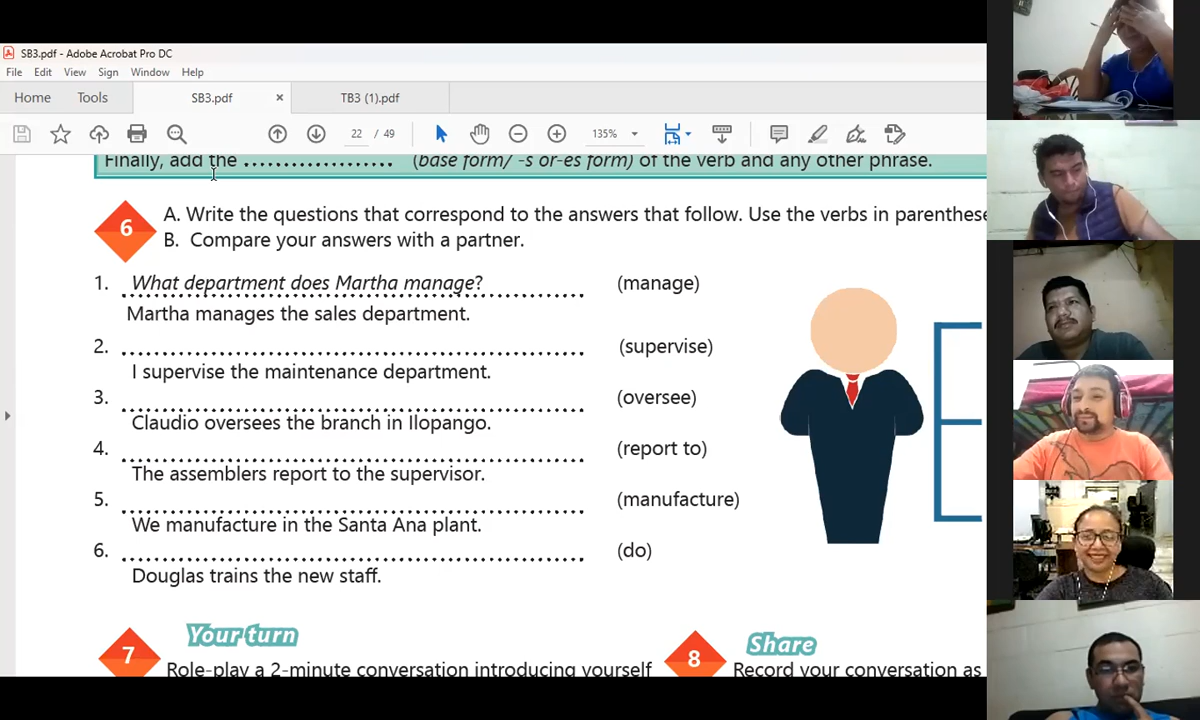 SB3.pdf - Adobe Acrobat Pro DC
File Edit View Sign Window Help
Home Tools SB3.pdf × TB3 (1).pdf
22 / 49 135%
Finally, add the .................... (base form/ -s or-es form) of the verb and any other phrase.
6 A. Write the questions that correspond to the answers that follow. Use the verbs in parenthese
B. Compare your answers with a partner.
1. What department does Martha manage? (manage)
Martha manages the sales department.
2. .................... (supervise)
I supervise the maintenance department.
3. .................... (oversee)
Claudio oversees the branch in Ilopango.
4. .................... (report to)
The assemblers report to the supervisor.
5. .................... (manufacture)
We manufacture in the Santa Ana plant.
6. .................... (do)
Douglas trains the new staff.
7 Your turn
Role-play a 2-minute conversation introducing yourself
8 Share
Record your conversation as